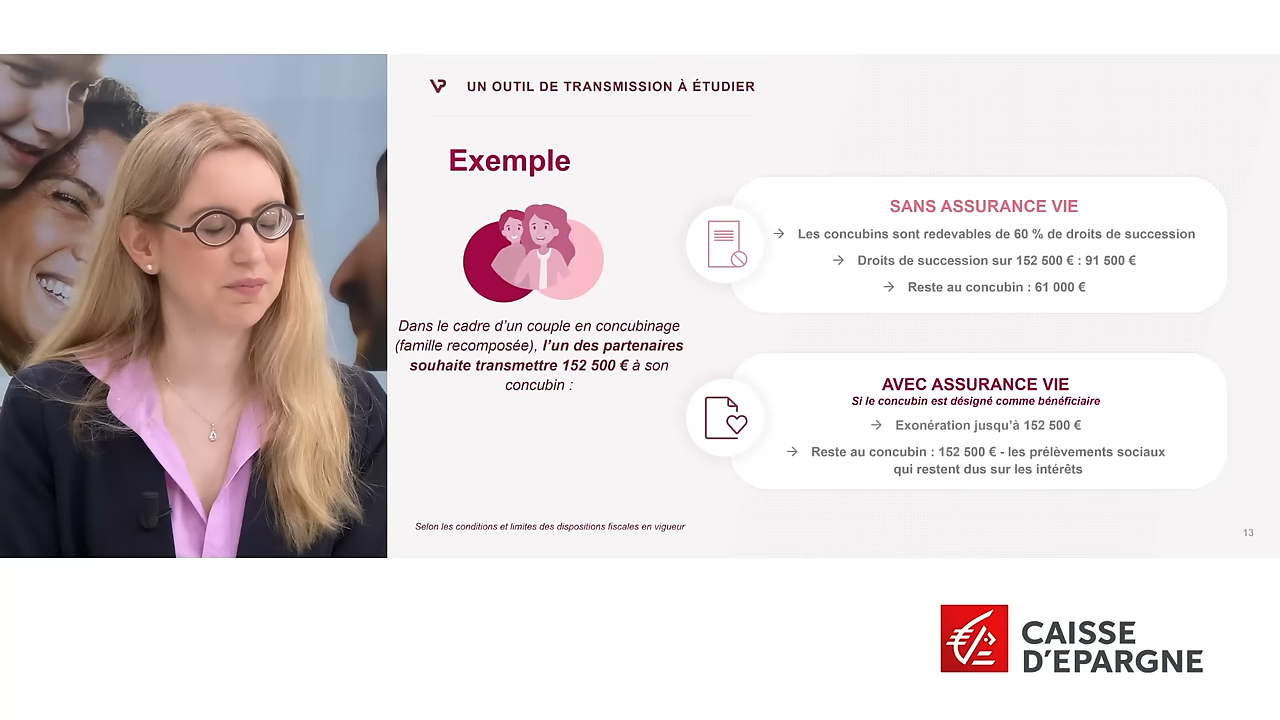 UN OUTIL DE TRANSMISSION À ÉTUDIER
Exemple
Dans le cadre d’un couple en concubinage
(famille recomposée), l’un des partenaires
souhaite transmettre 152 500 € à son
concubin :
SANS ASSURANCE VIE
→ Les concubins sont redevables de 60 % de droits de succession
→ Droits de succession sur 152 500 € : 91 500 €
→ Reste au concubin : 61 000 €
AVEC ASSURANCE VIE
Si le concubin est désigné comme bénéficiaire
→ Exonération jusqu’à 152 500 €
→ Reste au concubin : 152 500 € - les prélèvements sociaux
qui restent dus sur les intérêts
Selon les conditions et limites des dispositions fiscales en vigueur
13
CAISSE
D’EPARGNE